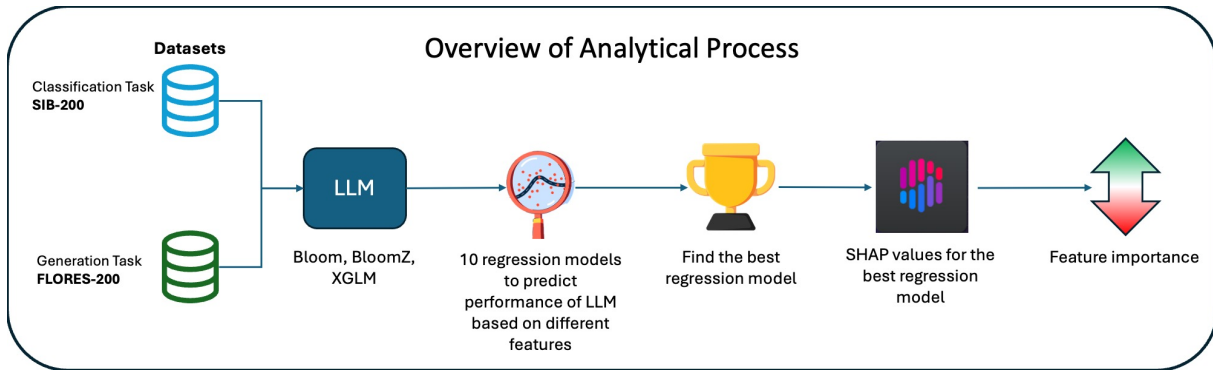 Overview of Analytical Process
Datasets
Classification Task
SIB-200
Generation Task
FLORES-200
LLM
Bloom, BloomZ,
XGLM
10 regression models
to predict
performance of LLM
based on different
features
Find the best
regression model
SHAP values for the
best regression
model
Feature importance